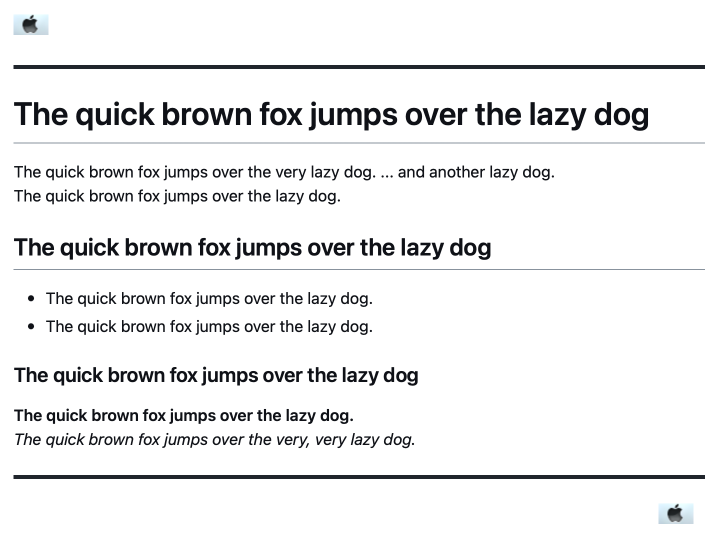 The quick brown fox jumps over the lazy dog
The quick brown fox jumps over the very lazy dog. ... and another lazy dog.
The quick brown fox jumps over the lazy dog.
The quick brown fox jumps over the lazy dog
The quick brown fox jumps over the lazy dog.
The quick brown fox jumps over the lazy dog.
The quick brown fox jumps over the lazy dog
The quick brown fox jumps over the lazy dog.
The quick brown fox jumps over the very, very lazy dog.